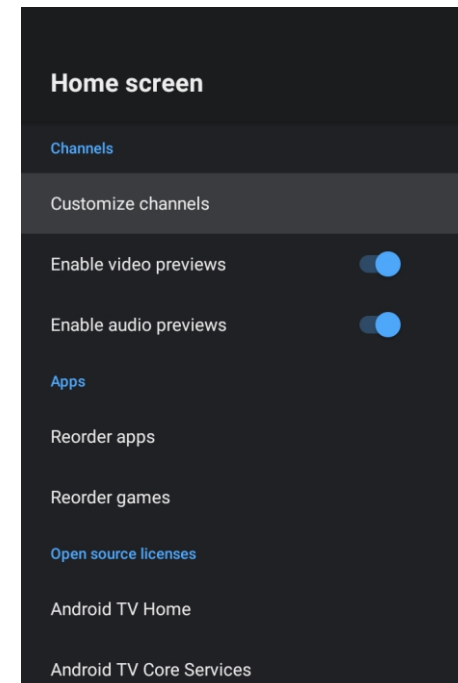 Home screen
Channels
Customize channels
Enable video previews
Enable audio previews
Apps
Reorder apps
Reorder games
Open source licenses
Android TV Home
Android TV Core Services